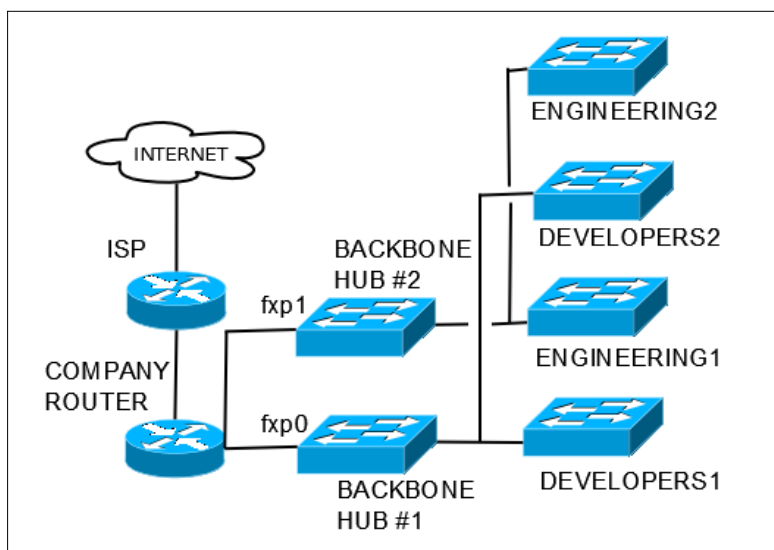 ENGINEERING2
INTERNET
DEVELOPERS2
ISP
BACKBONE
HUB #2
fxp1
ENGINEERING1
COMPANY
ROUTER
fxp0
DEVELOPERS1
BACKBONE
HUB #1